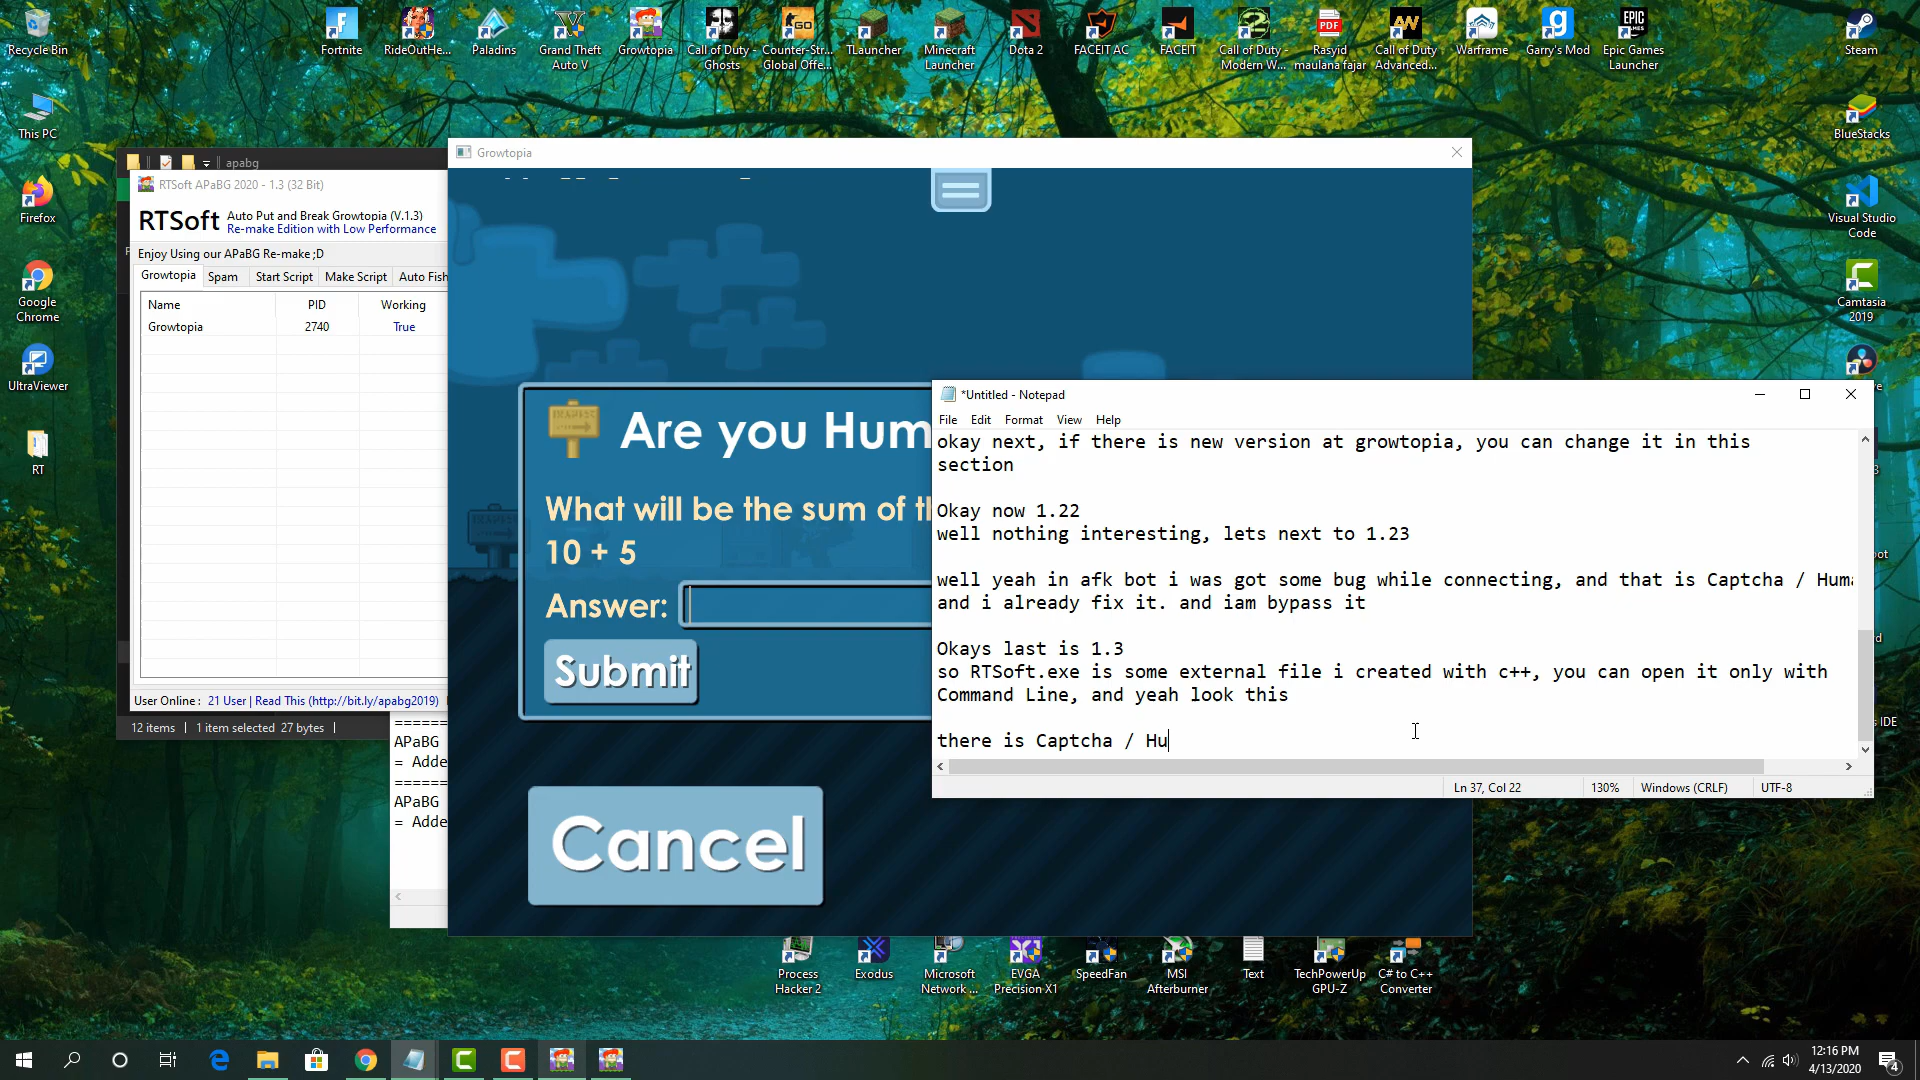 Recycle Bin
Fortnite
RideOutHe...
Paladins
Grand Theft
Auto V
Growtopia
Call of Duty -
Ghosts
Counter-Str...
Global Offe...
TLauncher
Minecraft
Launcher
Dota 2
FACEIT AC
FACEIT
Call of Duty -
Modern W...
Rasyid
maulana fajar
Call of Duty
Advanced...
Warframe
Garry's Mod
Epic Games
Launcher
Steam
This PC
BlueStacks
Firefox
Visual Studio
Code
Google
Chrome
Camtasia
2019
UltraViewer
RT
apabg
RTSoft APaBG 2020 - 1.3 (32 Bit)
RTSoft
Auto Put and Break Growtopia (V.1.3)
Re-make Edition with Low Performance
Enjoy Using our APaBG Re-make ;D
Growtopia Spam Start Script Make Script Auto Fish
Name PID Working
Growtopia 2740 True
User Online : 21 User | Read This (http://bit.ly/apabg2019)
12 items 1 item selected 27 bytes
=====
APaBG
= Adde
=====
APaBG
= Adde
Growtopia
Are you Hum
What will be the sum of th
10 + 5
Answer:
Submit
Cancel
*Untitled - Notepad
File Edit Format View Help
okay next, if there is new version at growtopia, you can change it in this
section
Okay now 1.22
well nothing interesting, lets next to 1.23
well yeah in afk bot i was got some bug while connecting, and that is Captcha / Huma
and i already fix it. and iam bypass it
Okays last is 1.3
so RTSoft.exe is some external file i created with c++, you can open it only with
Command Line, and yeah look this
there is Captcha / Hu
Ln 37, Col 22 130% Windows (CRLF) UTF-8
IDE
Process
Hacker 2
Exodus
Microsoft
Network ...
EVGA
Precision X1
SpeedFan
MSI
Afterburner
Text
TechPowerUp
GPU-Z
C# to C++
Converter
12:16 PM
4/13/2020
4